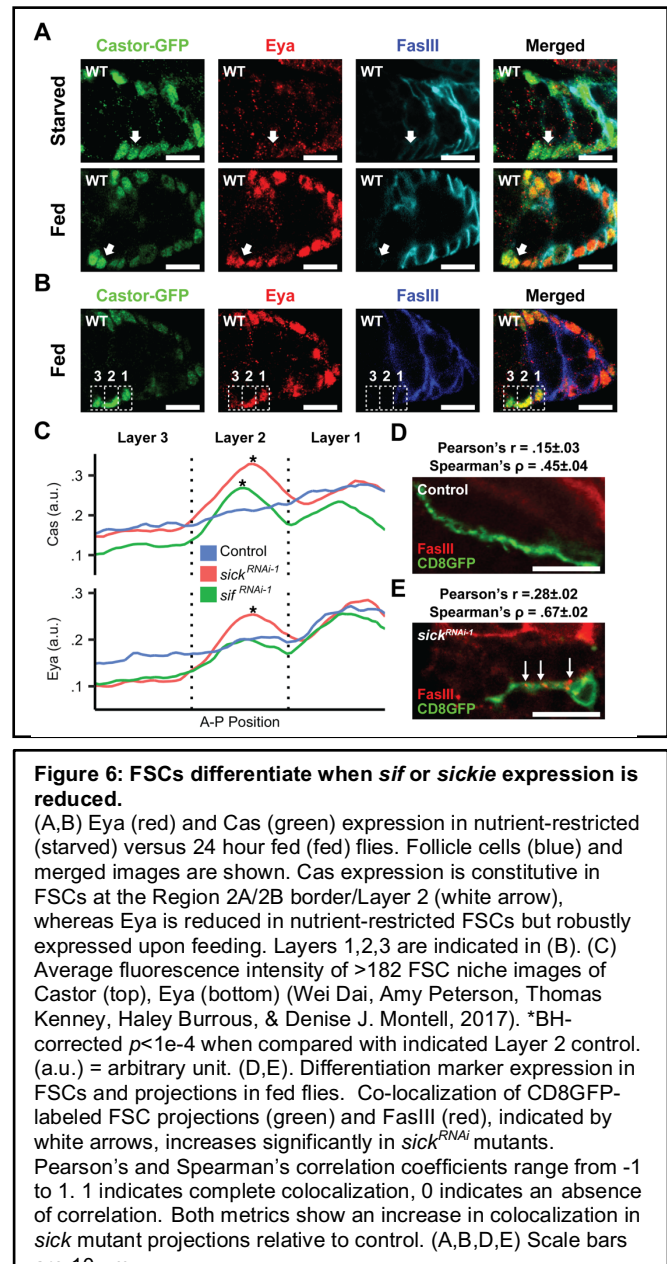 A
Castor-GFP Eya FasIII Merged
Starved
WT WT WT WT
Fed
WT WT WT WT
B
Castor-GFP Eya FasIII Merged
Fed
WT WT WT WT
3 2 1 3 2 1 3 2 1 3 2 1
C
Layer 3 Layer 2 Layer 1
Cas (a.u.)
.3
.2
.1
* *
Control
sick RNAi-1
sif RNAi-1
Eya (a.u.)
.3
.2
.1
*
A-P Position
D
Pearson's r = .15±.03
Spearman's ρ = .45±.04
Control
FasIII
CD8GFP
E
Pearson's r =.28±.02
Spearman's ρ = .67±.02
sickRNAi-1
FasIII
CD8GFP
Figure 6: FSCs differentiate when sif or sickie expression is
reduced.
(A,B) Eya (red) and Cas (green) expression in nutrient-restricted
(starved) versus 24 hour fed (fed) flies. Follicle cells (blue) and
merged images are shown. Cas expression is constitutive in
FSCs at the Region 2A/2B border/Layer 2 (white arrow),
whereas Eya is reduced in nutrient-restricted FSCs but robustly
expressed upon feeding. Layers 1,2,3 are indicated in (B). (C)
Average fluorescence intensity of >182 FSC niche images of
Castor (top), Eya (bottom) (Wei Dai, Amy Peterson, Thomas
Kenney, Haley Burrous, & Denise J. Montell, 2017). *BH-
corrected p<1e-4 when compared with indicated Layer 2 control.
(a.u.) = arbitrary unit. (D,E). Differentiation marker expression in
FSCs and projections in fed flies. Co-localization of CD8GFP-
labeled FSC projections (green) and FasIII (red), indicated by
white arrows, increases significantly in sickRNAi mutants.
Pearson's and Spearman's correlation coefficients range from -1
to 1. 1 indicates complete colocalization, 0 indicates an absence
of correlation. Both metrics show an increase in colocalization in
sick mutant projections relative to control. (A,B,D,E) Scale bars